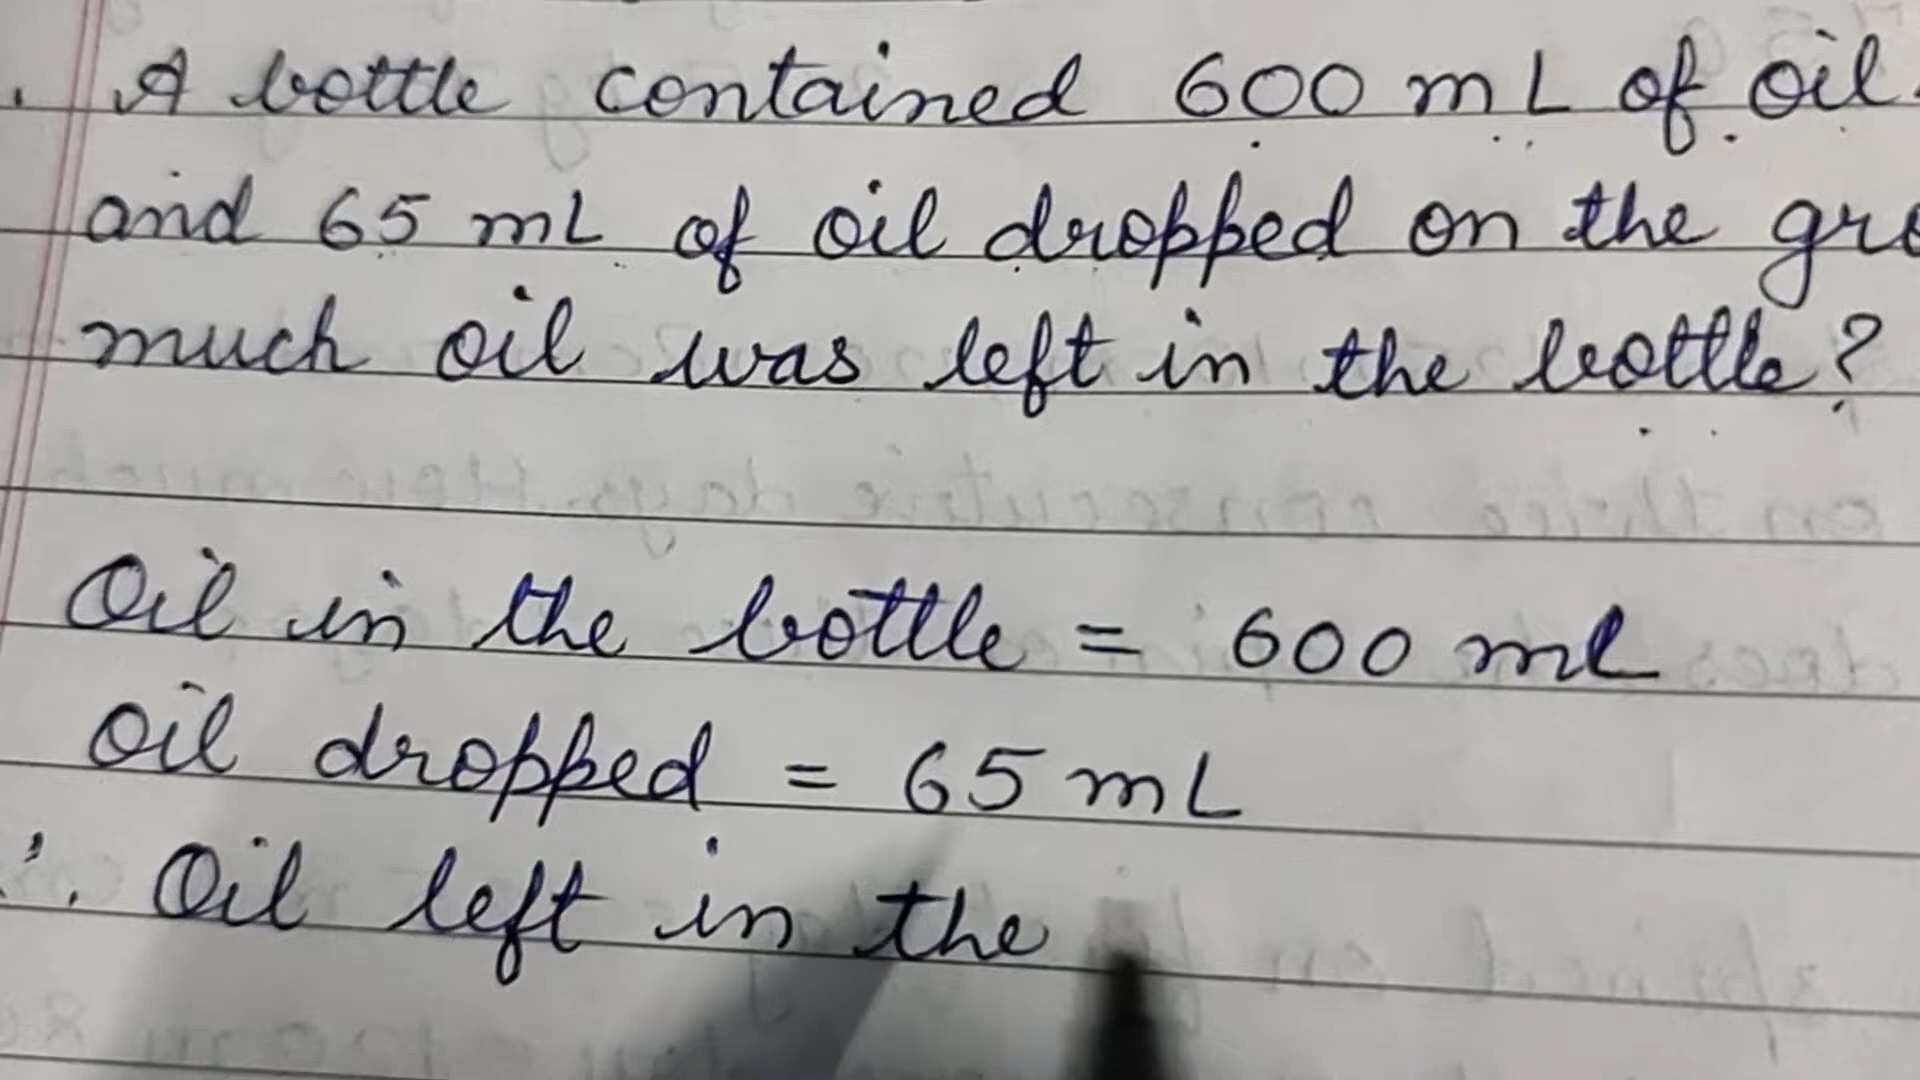 A bottle contained 600 mL of oil.
and 65 mL of oil dropped on the gro
much oil was left in the bottle?
Oil in the bottle = 600 ml
Oil dropped = 65 mL
∴ Oil left in the